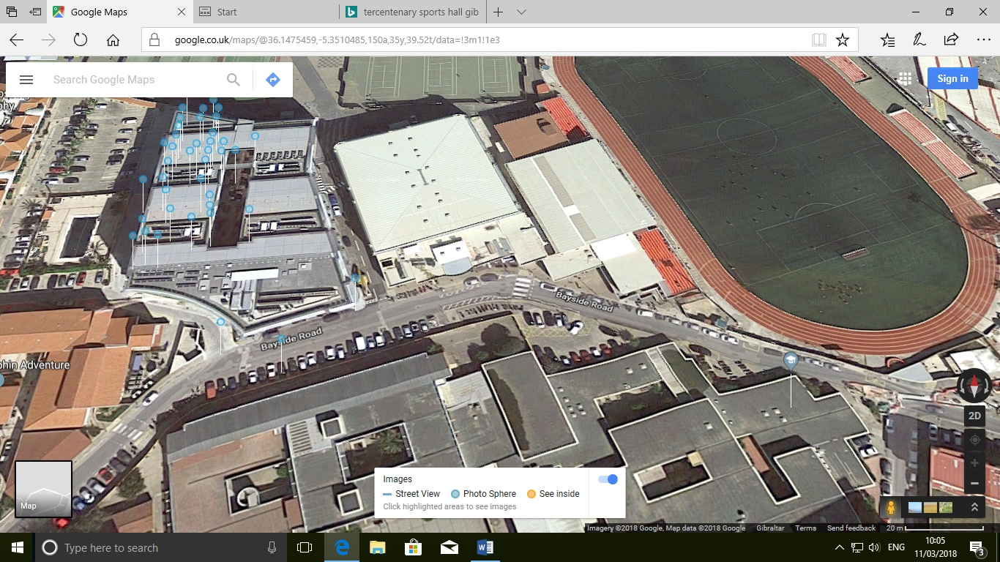 Google Maps
Start
tercentenary sports hall gib
google.co.uk/maps/@36.1475459,-5.3510485,150a,35y,39.52t/data=!3m1!1e3
Search Google Maps
Sign in
phy
Bayside Road
Bayside Road
phin Adventure
2D
Images
Street View
Photo Sphere
See inside
Click highlighted areas to see images
Map
Imagery ©2018 Google, Map data ©2018 Google
Gibraltar
Terms
Send feedback
20 m
Type here to search
ENG
10:05
11/03/2018
3